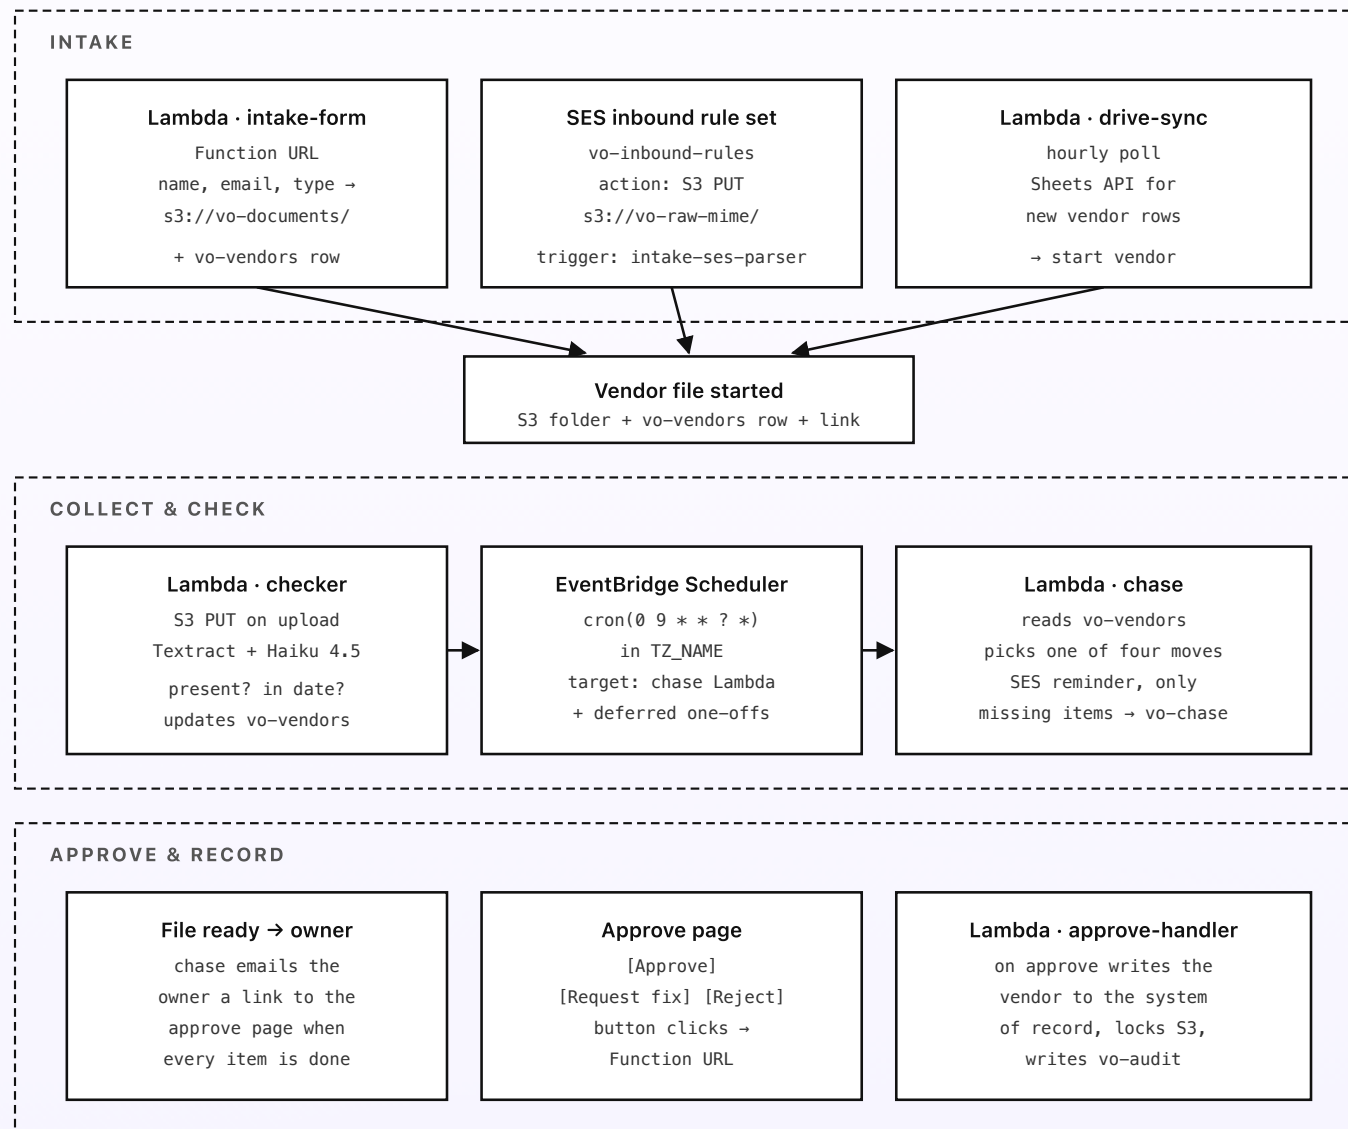 INTAKE
Lambda · intake-form
Function URL
name, email, type →
s3://vo-documents/
+ vo-vendors row
SES inbound rule set
vo-inbound-rules
action: S3 PUT
s3://vo-raw-mime/
trigger: intake-ses-parser
Lambda · drive-sync
hourly poll
Sheets API for
new vendor rows
→ start vendor
Vendor file started
S3 folder + vo-vendors row + link
COLLECT & CHECK
Lambda · checker
S3 PUT on upload
Textract + Haiku 4.5
present? in date?
updates vo-vendors
EventBridge Scheduler
cron(0 9 * * ? *)
in TZ_NAME
target: chase Lambda
+ deferred one-offs
Lambda · chase
reads vo-vendors
picks one of four moves
SES reminder, only
missing items → vo-chase
APPROVE & RECORD
File ready → owner
chase emails the
owner a link to the
approve page when
every item is done
Approve page
[Approve]
[Request fix] [Reject]
button clicks →
Function URL
Lambda · approve-handler
on approve writes the
vendor to the system
of record, locks S3,
writes vo-audit